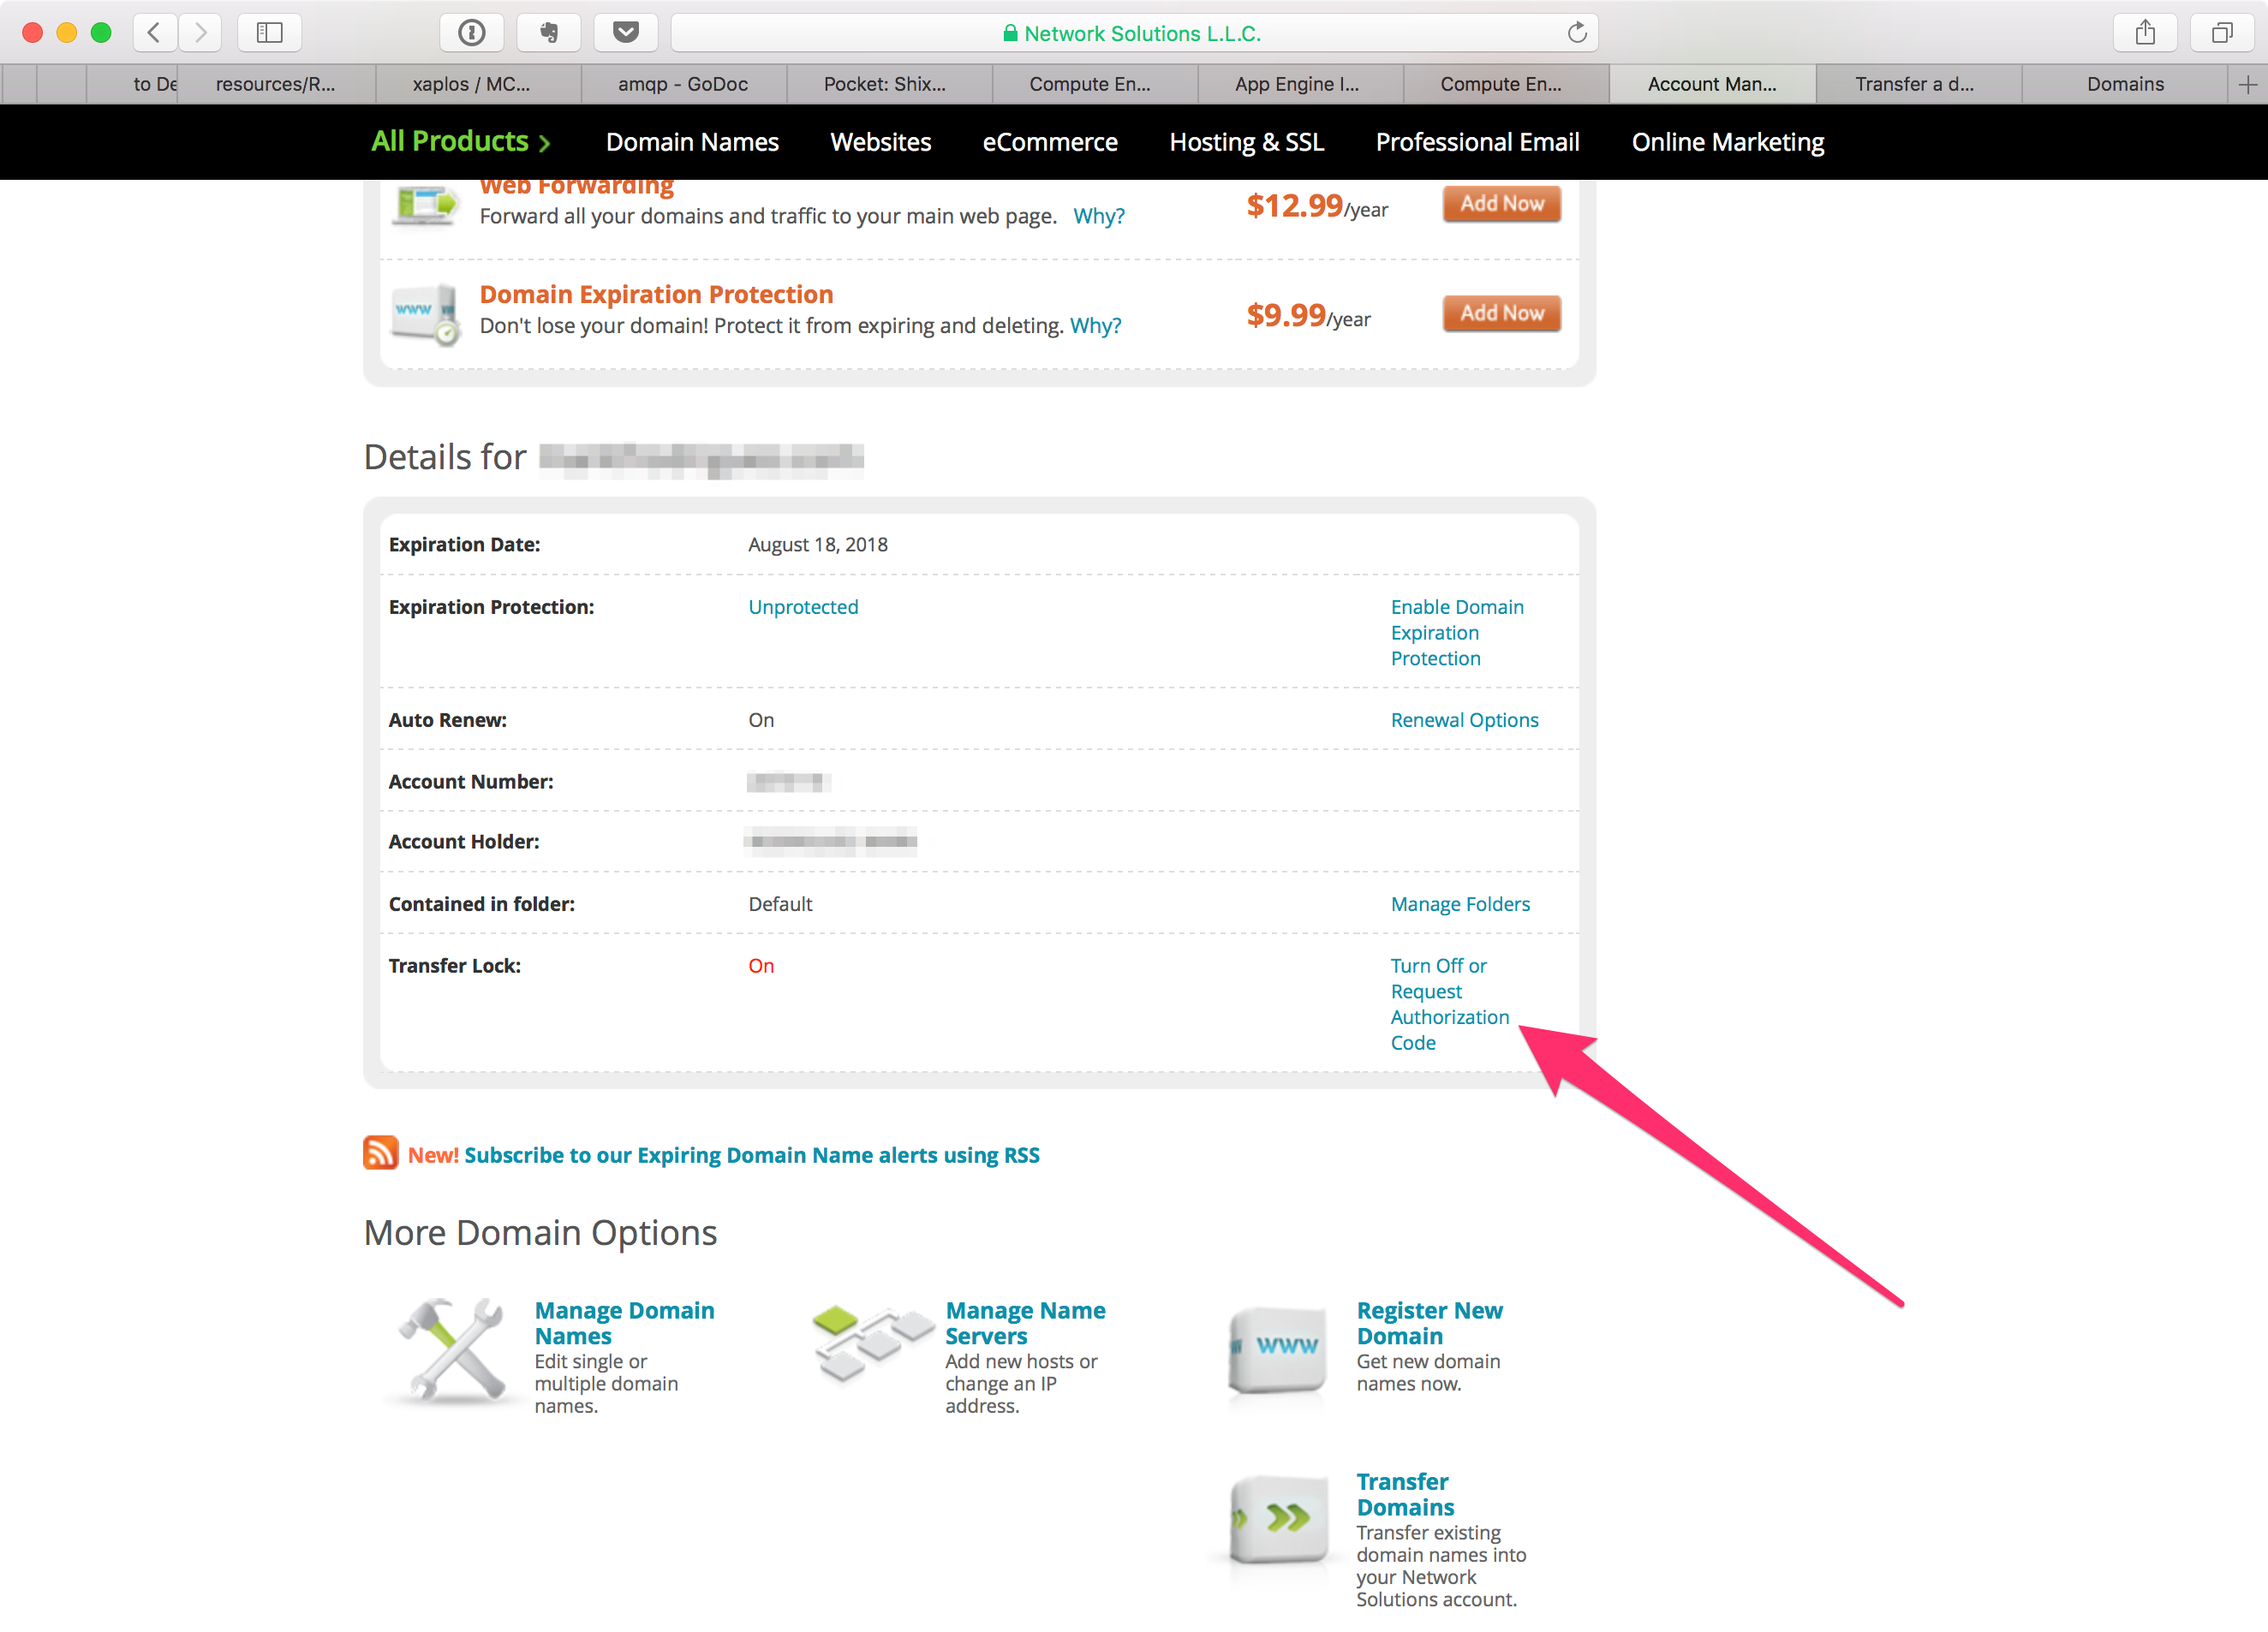 Network Solutions L.L.C.
to De resources/R... xaplos / MC... amqp - GoDoc Pocket: Shix... Compute En... App Engine I... Compute En... Account Man... Transfer a d... Domains
All Products Domain Names Websites eCommerce Hosting & SSL Professional Email Online Marketing
Web Forwarding
Forward all your domains and traffic to your main web page. Why? $12.99/year Add Now
Domain Expiration Protection
Don't lose your domain! Protect it from expiring and deleting. Why? $9.99/year Add Now
www
Details for
Expiration Date: August 18, 2018
Expiration Protection: Unprotected Enable Domain
Expiration
Protection
Auto Renew: On Renewal Options
Account Number:
Account Holder:
Contained in folder: Default Manage Folders
Transfer Lock: On Turn Off or
Request
Authorization
Code
New! Subscribe to our Expiring Domain Name alerts using RSS
More Domain Options
Manage Domain
Names
Edit single or
multiple domain
names.
Manage Name
Servers
Add new hosts or
change an IP
address.
www
Register New
Domain
Get new domain
names now.
Transfer
Domains
Transfer existing
domain names into
your Network
Solutions account.